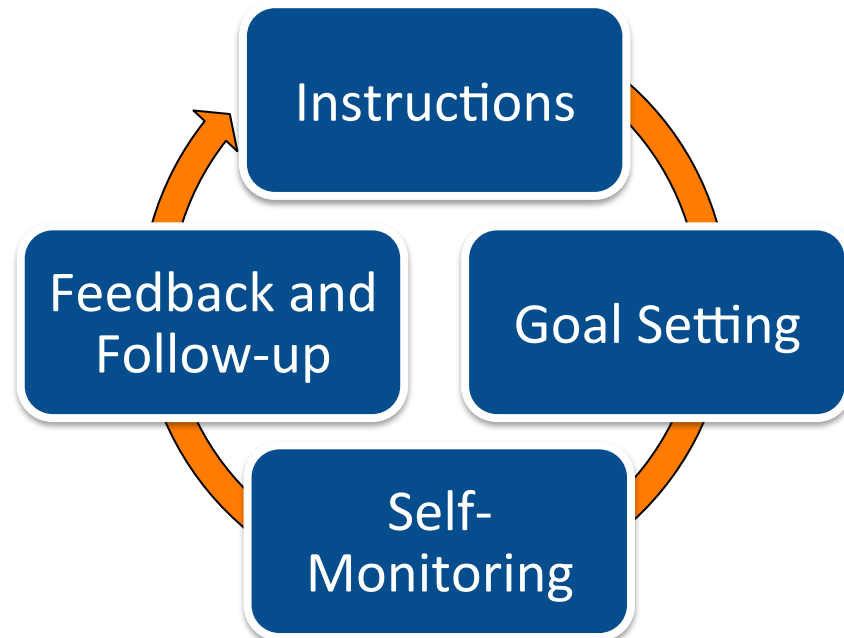 Instructions
Goal Setting
Self-
Monitoring
Feedback and
Follow-up